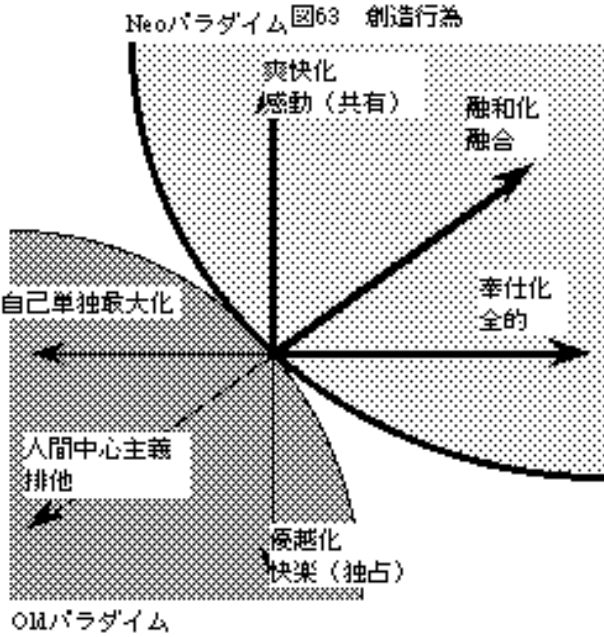 Neoパラダイム
図63　創造行為
爽快化
感動（共有）
融和化
融合
奉仕化
全的
自己単独最大化
人間中心主義
排他
優越化
快楽（独占）
Oldパラダイム